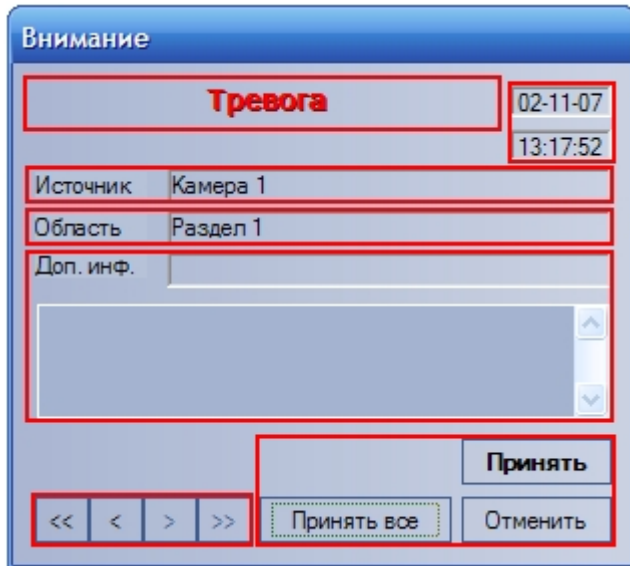 Внимание
Тревога
02-11-07
13:17:52
Источник Камера 1
Область Раздел 1
Доп. инф.
Принять
<< < > >> Принять все Отменить